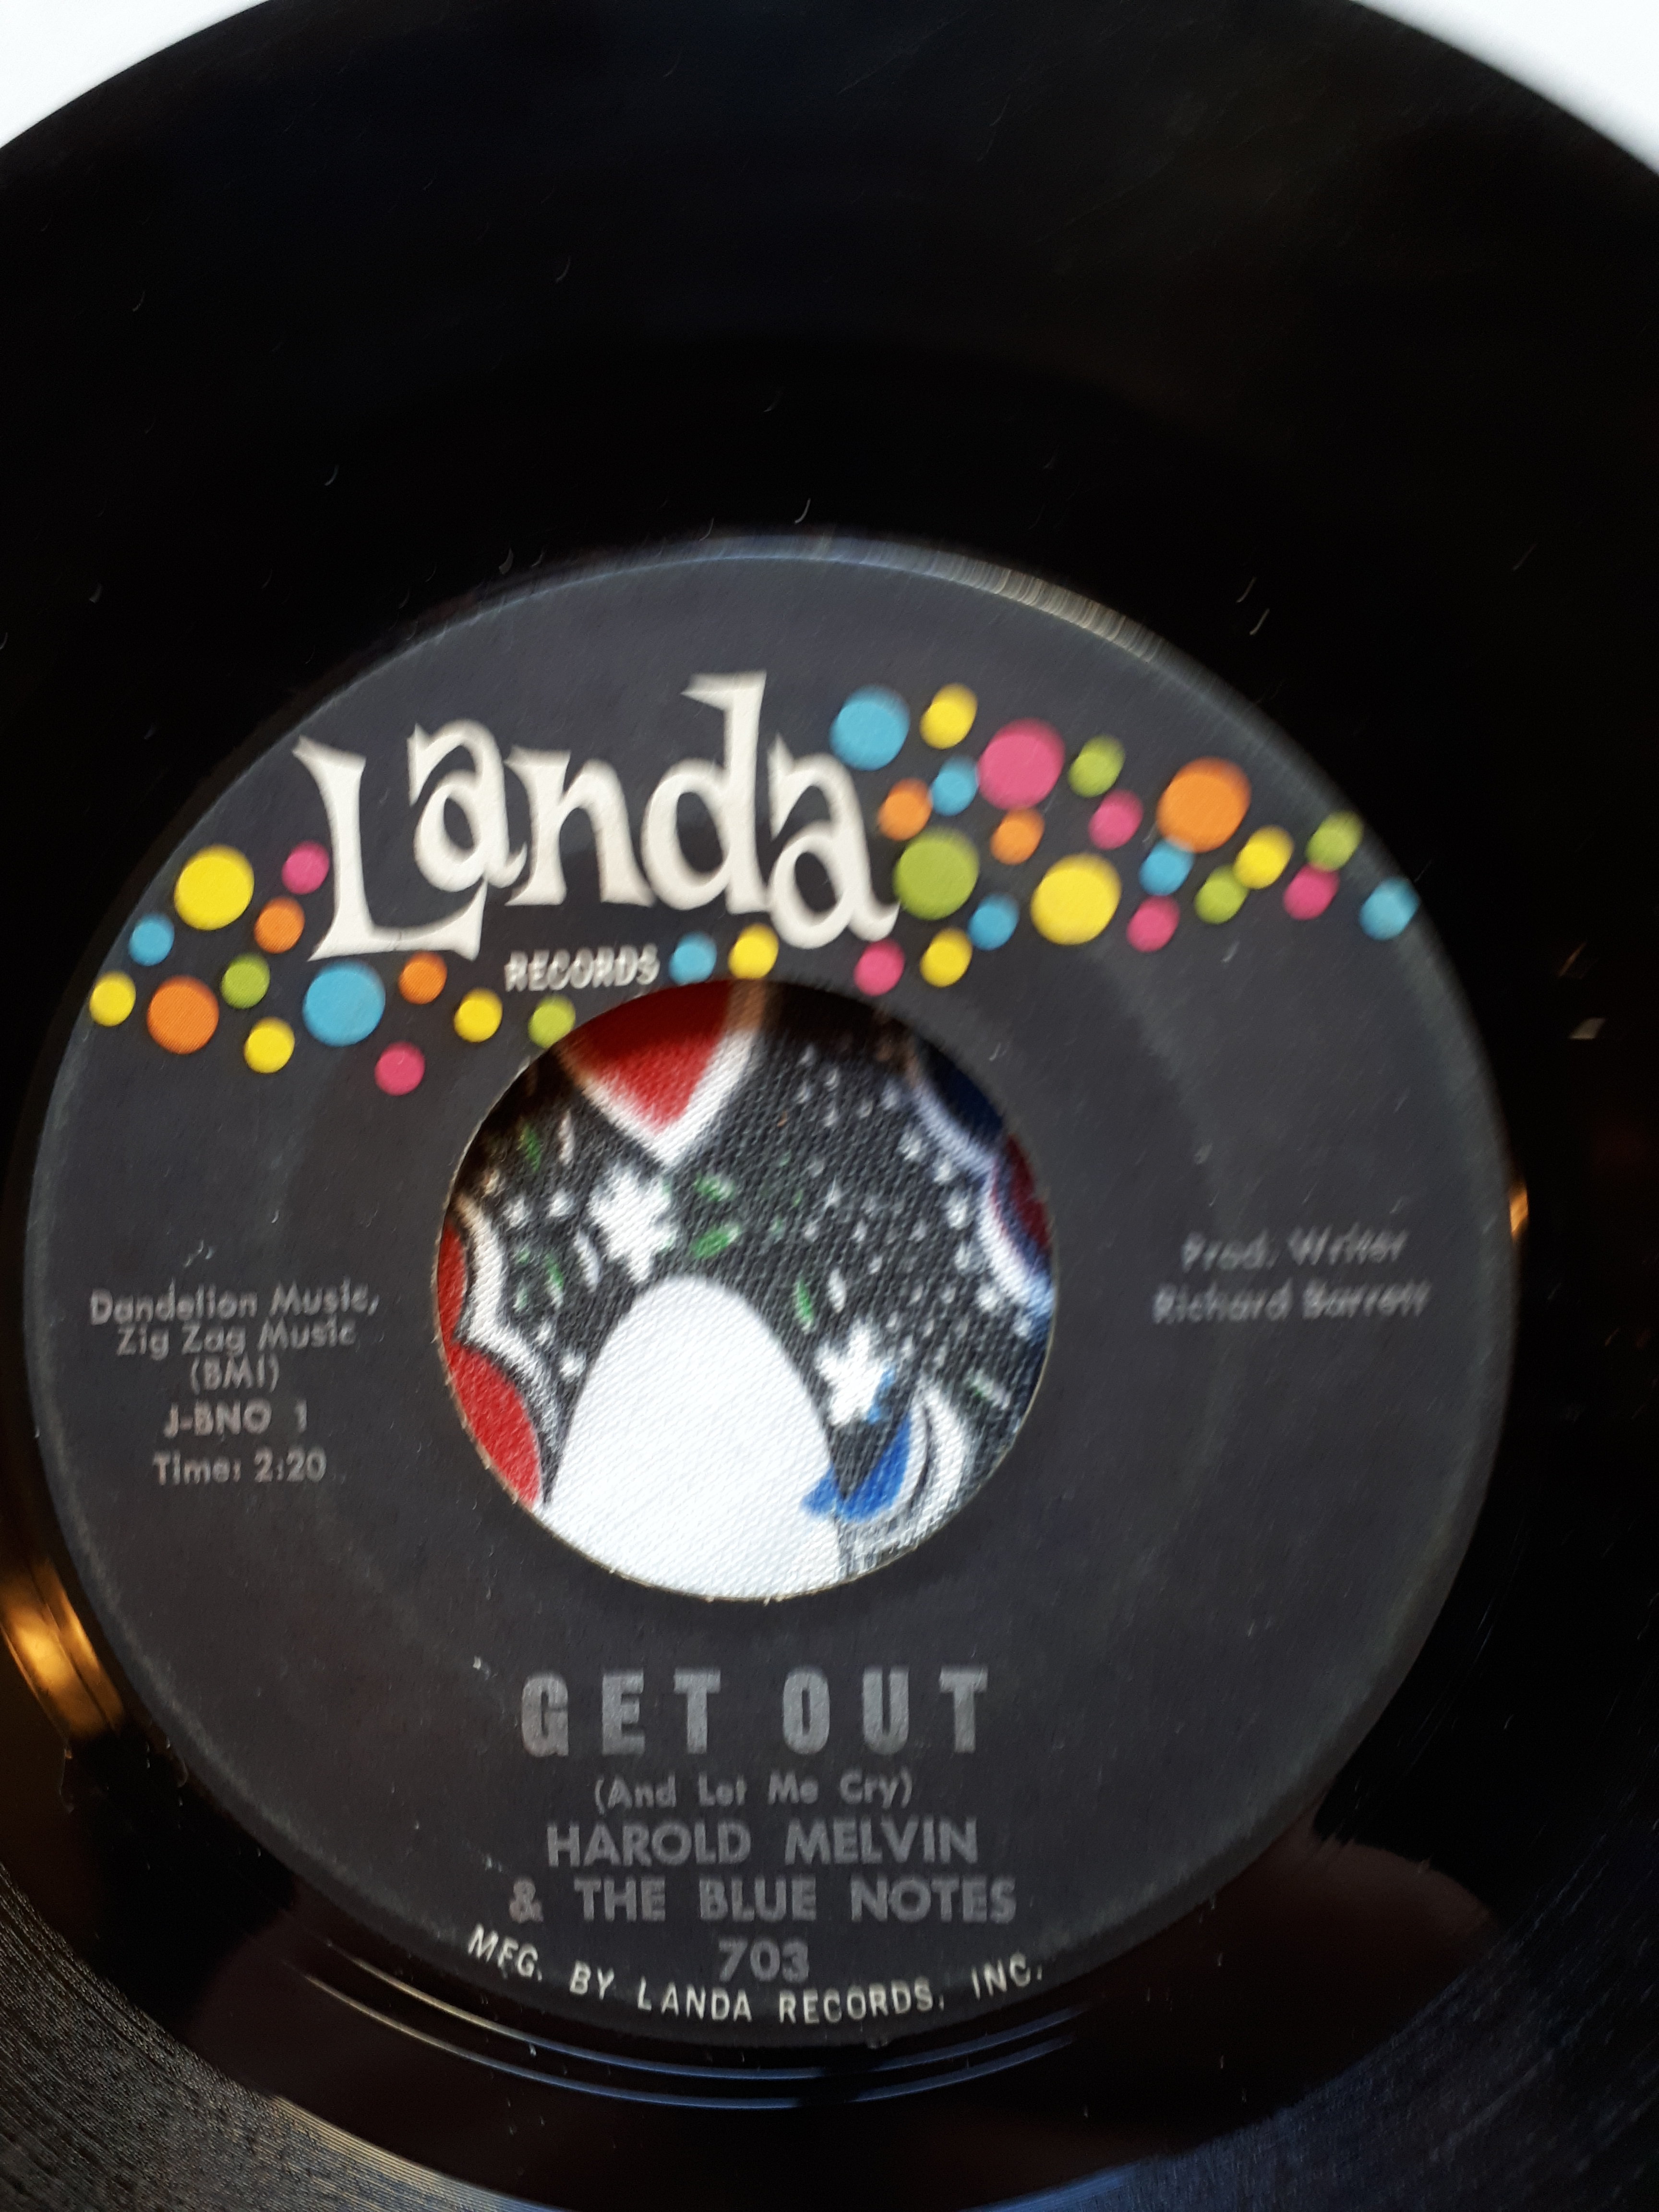 Landa
RECORDS
Dandelion Music,
Zig Zag Music
(BMI)
J-BNO 1
Time: 2:20
Prod. Writer
Richard Barrett
GET OUT
(And Let Me Cry)
HAROLD MELVIN
& THE BLUE NOTES
703
MFG. BY LANDA RECORDS, INC.